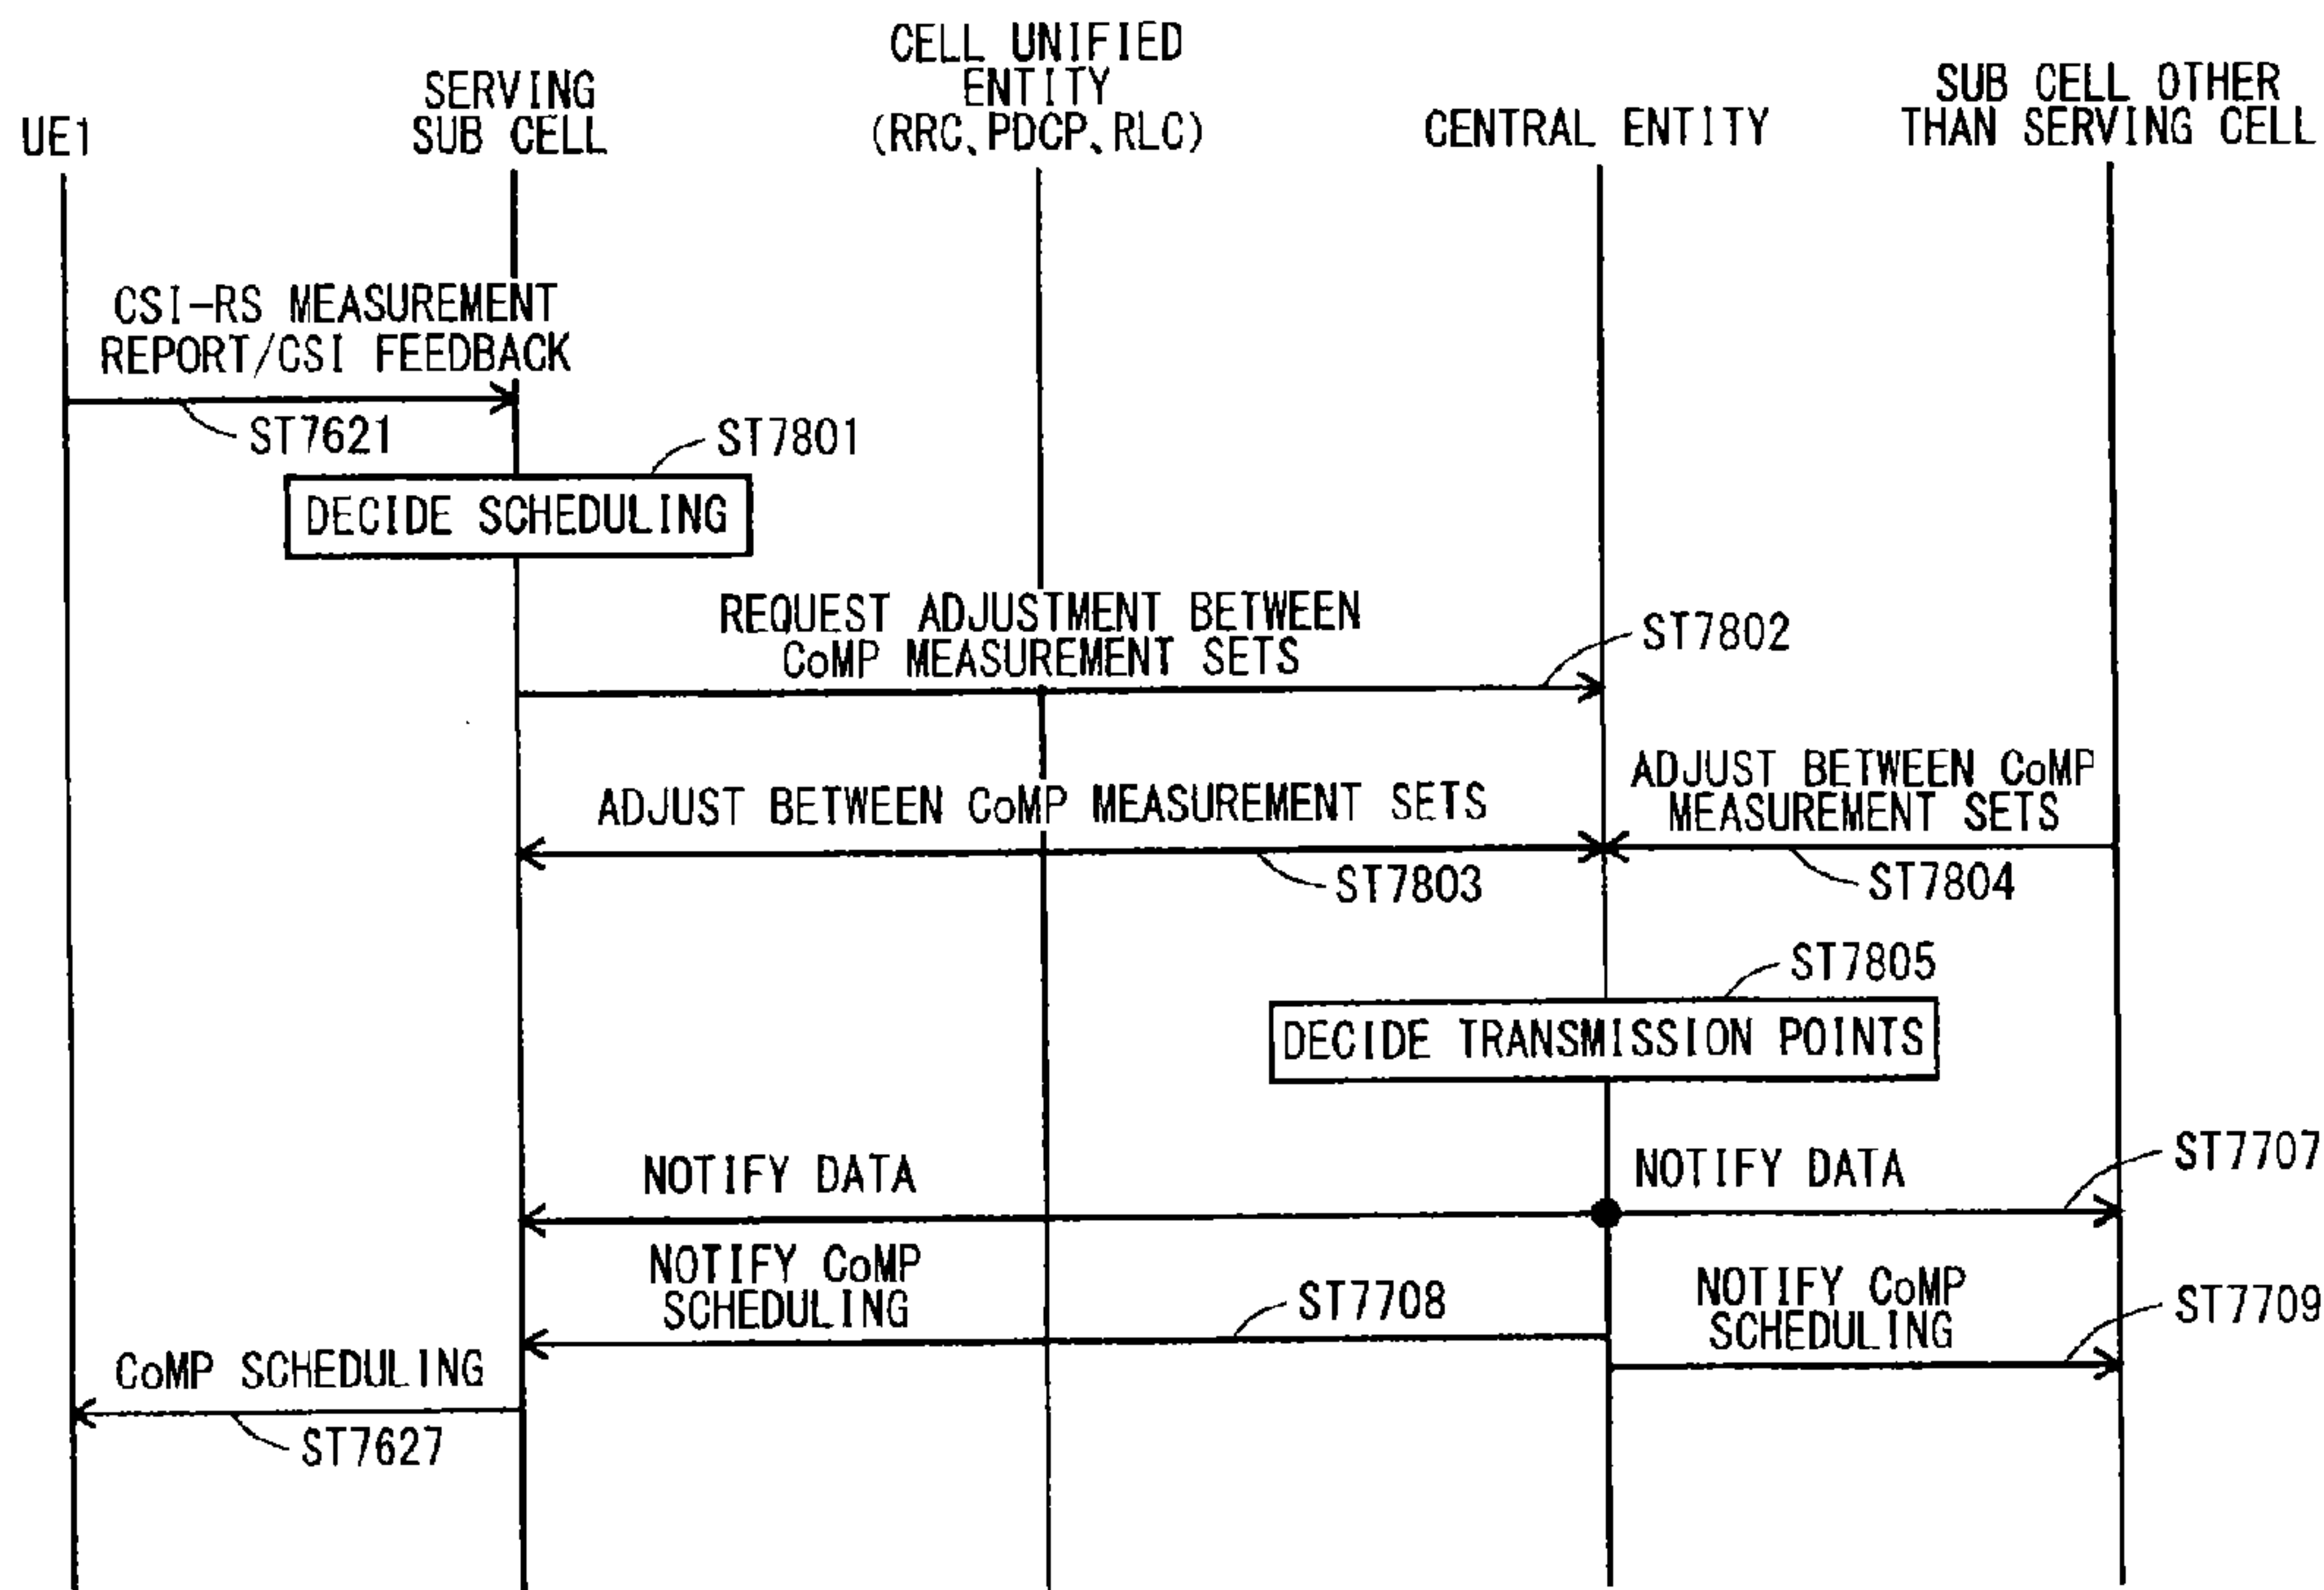 UE1
SERVING
SUB CELL
CELL UNIFIED
ENTITY
(RRC、PDCP、RLC)
CENTRAL ENTITY
SUB CELL OTHER
THAN SERVING CELL
CSI-RS MEASUREMENT
REPORT/CSI FEEDBACK
ST7621
ST7801
DECIDE SCHEDULING
REQUEST ADJUSTMENT BETWEEN
CoMP MEASUREMENT SETS
ST7802
ADJUST BETWEEN CoMP MEASUREMENT SETS
ST7803
ADJUST BETWEEN CoMP
MEASUREMENT SETS
ST7804
ST7805
DECIDE TRANSMISSION POINTS
NOTIFY DATA
NOTIFY DATA
ST7707
NOTIFY CoMP
SCHEDULING
ST7708
NOTIFY CoMP
SCHEDULING
ST7709
CoMP SCHEDULING
ST7627